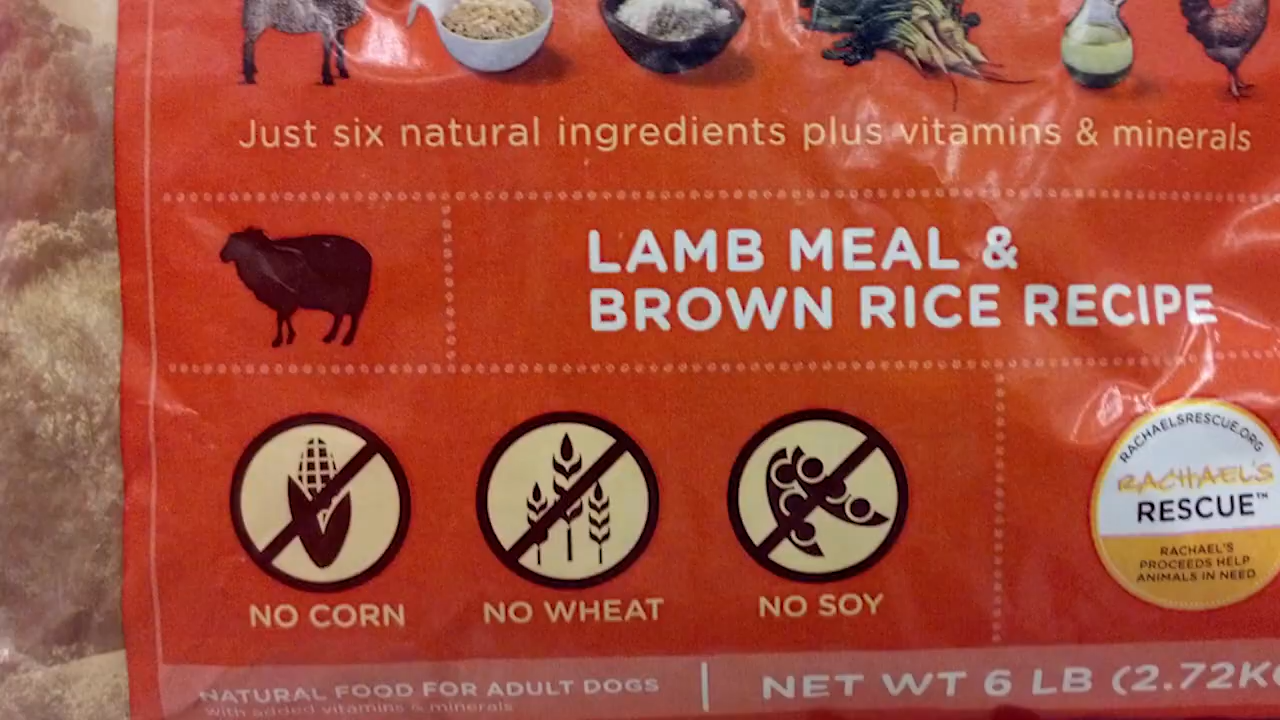 Just six natural ingredients plus vitamins & minerals
LAMB MEAL &
BROWN RICE RECIPE
NO CORN
NO WHEAT
NO SOY
RACHAELSRESCUE.ORG
RACHAEL'S
RESCUE™
RACHAEL'S
PROCEEDS HELP
ANIMALS IN NEED
NATURAL FOOD FOR ADULT DOGS
with added vitamins & minerals
NET WT 6 LB (2.72K